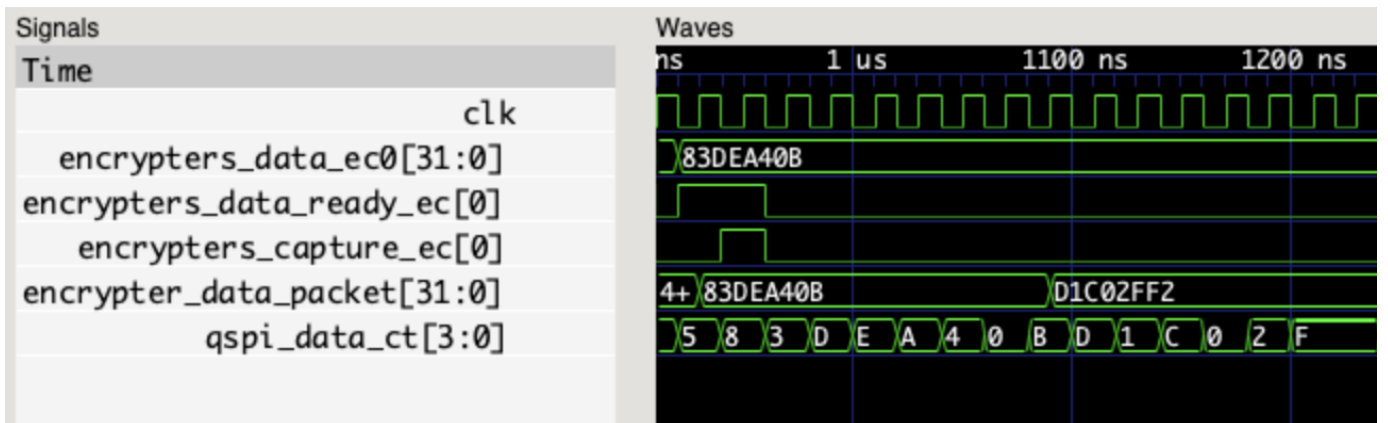 Signals
Waves
Time
ns 1 us 1100 ns 1200 ns
clk
encrypters_data_ec0[31:0]
83DEA40B
encrypters_data_ready_ec[0]
encrypters_capture_ec[0]
encrypter_data_packet[31:0]
4+ 83DEA40B D1C02FF2
qspi_data_ct[3:0]
5 8 3 D E A 4 0 B D 1 C 0 2 F